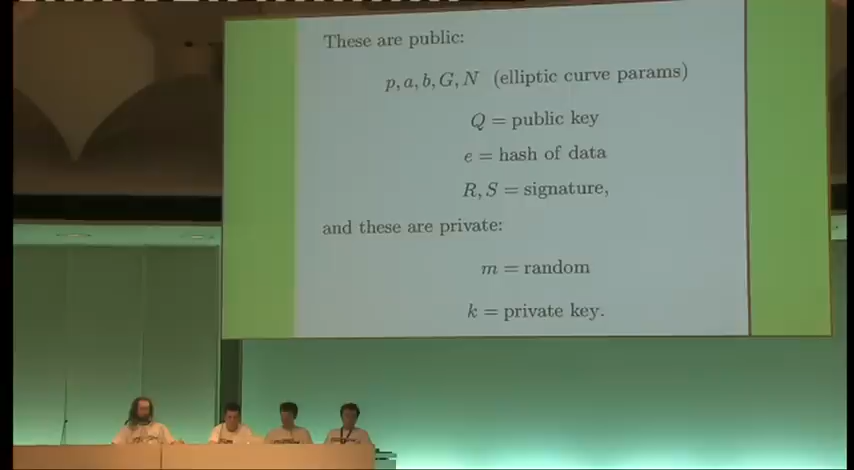 These are public:
p, a, b, G, N (elliptic curve params)
Q = public key
e = hash of data
R, S = signature,
and these are private:
m = random
k = private key.